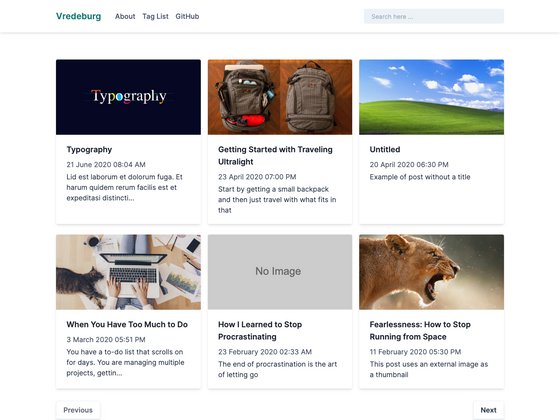 Vredeburg
About Tag List GitHub
Search here ...
Typography
Typography
21 June 2020 08:04 AM
Lid est laborum et dolorum fuga. Et
harum quidem rerum facilis est et
expeditasi distincti...
Getting Started with Traveling
Ultralight
23 April 2020 07:00 PM
Start by getting a small backpack
and then just travel with what fits in
that
Untitled
20 April 2020 06:30 PM
Example of post without a title
When You Have Too Much to Do
3 March 2020 05:51 PM
You have a to-do list that scrolls on
for days. You are managing multiple
projects, gettin...
No Image
How I Learned to Stop
Procrastinating
23 February 2020 02:33 AM
The end of procrastination is the art
of letting go
Fearlessness: How to Stop
Running from Space
11 February 2020 05:30 PM
This post uses an external image as
a thumbnail
Previous
Next